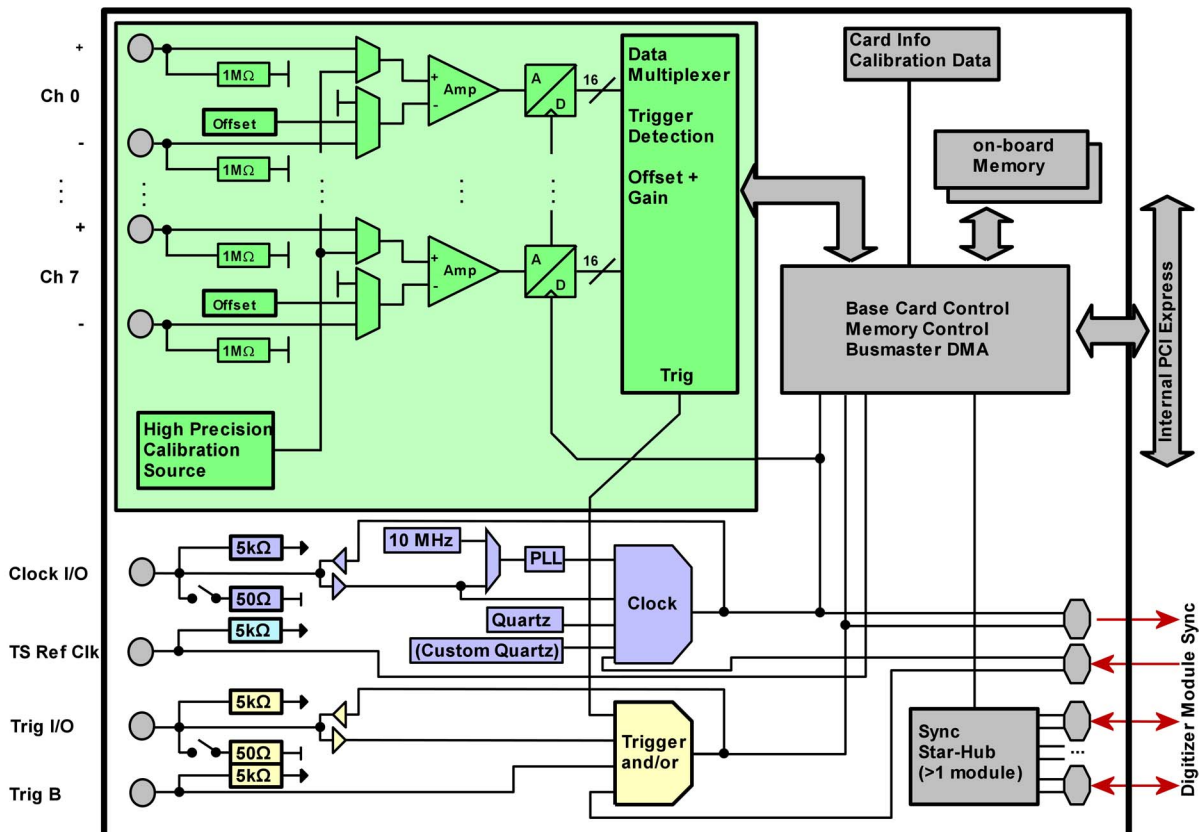 +
Ch 0
-
+
Ch 7
-
1MΩ
Offset
1MΩ
1MΩ
Offset
1MΩ
+
-
Amp
+
-
Amp
A
D
A
D
16
16
Data
Multiplexer
Trigger
Detection
Offset +
Gain
Trig
High Precision
Calibration
Source
Card Info
Calibration Data
on-board
Memory
Base Card Control
Memory Control
Busmaster DMA
Internal PCI Express
Clock I/O
5kΩ
50Ω
10 MHz
PLL
Clock
Quartz
(Custom Quartz)
TS Ref Clk
5kΩ
Trig I/O
5kΩ
50Ω
Trig B
5kΩ
Trigger
and/or
Sync
Star-Hub
(>1 module)
...
Digitizer Module Sync